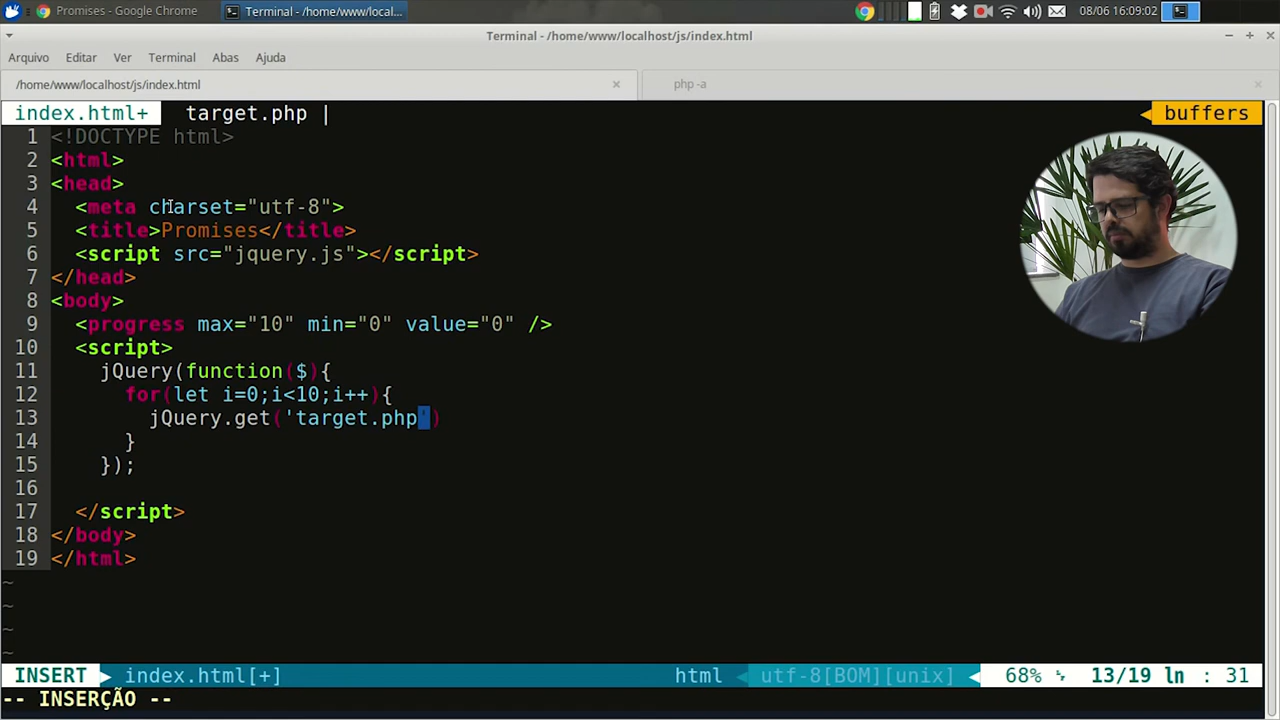 Promises - Google Chrome
Terminal - /home/www/local...
08/06 16:09:02
Terminal - /home/www/localhost/js/index.html
Arquivo Editar Ver Terminal Abas Ajuda
/home/www/localhost/js/index.html
php -a
index.html+ target.php |
buffers
1 <!DOCTYPE html>
2 <html>
3 <head>
4 <meta charset="utf-8">
5 <title>Promises</title>
6 <script src="jquery.js"></script>
7 </head>
8 <body>
9 <progress max="10" min="0" value="0" />
10 <script>
11 jQuery(function($){
12 for(let i=0;i<10;i++){
13 jQuery.get('target.php')
14 }
15 });
16
17 </script>
18 </body>
19 </html>
~
~
~
~
INSERT index.html[+] html utf-8[BOM][unix] 68% ␊ 13/19 ln : 31
-- INSERÇÃO --